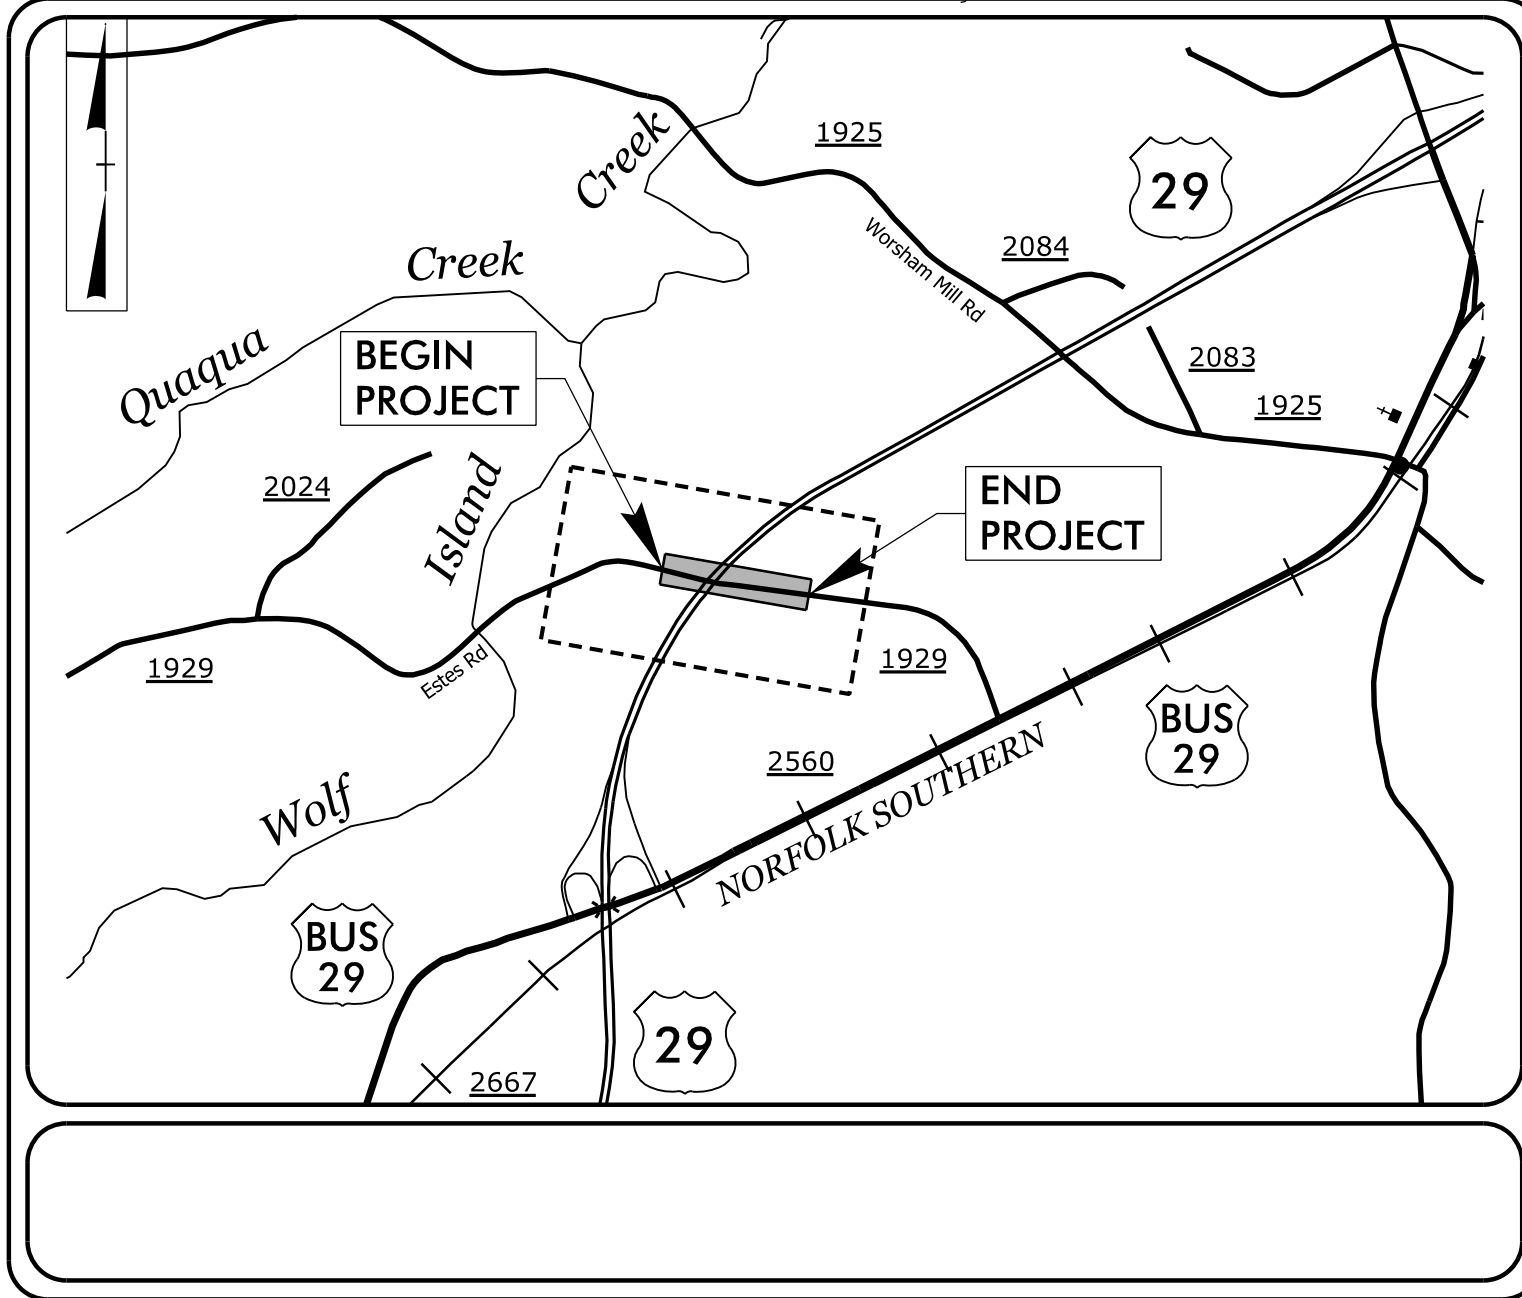 1925
Creek
29
Worsham Mill Rd
2084
Creek
Quaqua
BEGIN
PROJECT
2083
1925
2024
Island
END
PROJECT
1929
Estes Rd
1929
2560
BUS
29
NORFOLK SOUTHERN
Wolf
BUS
29
29
2667